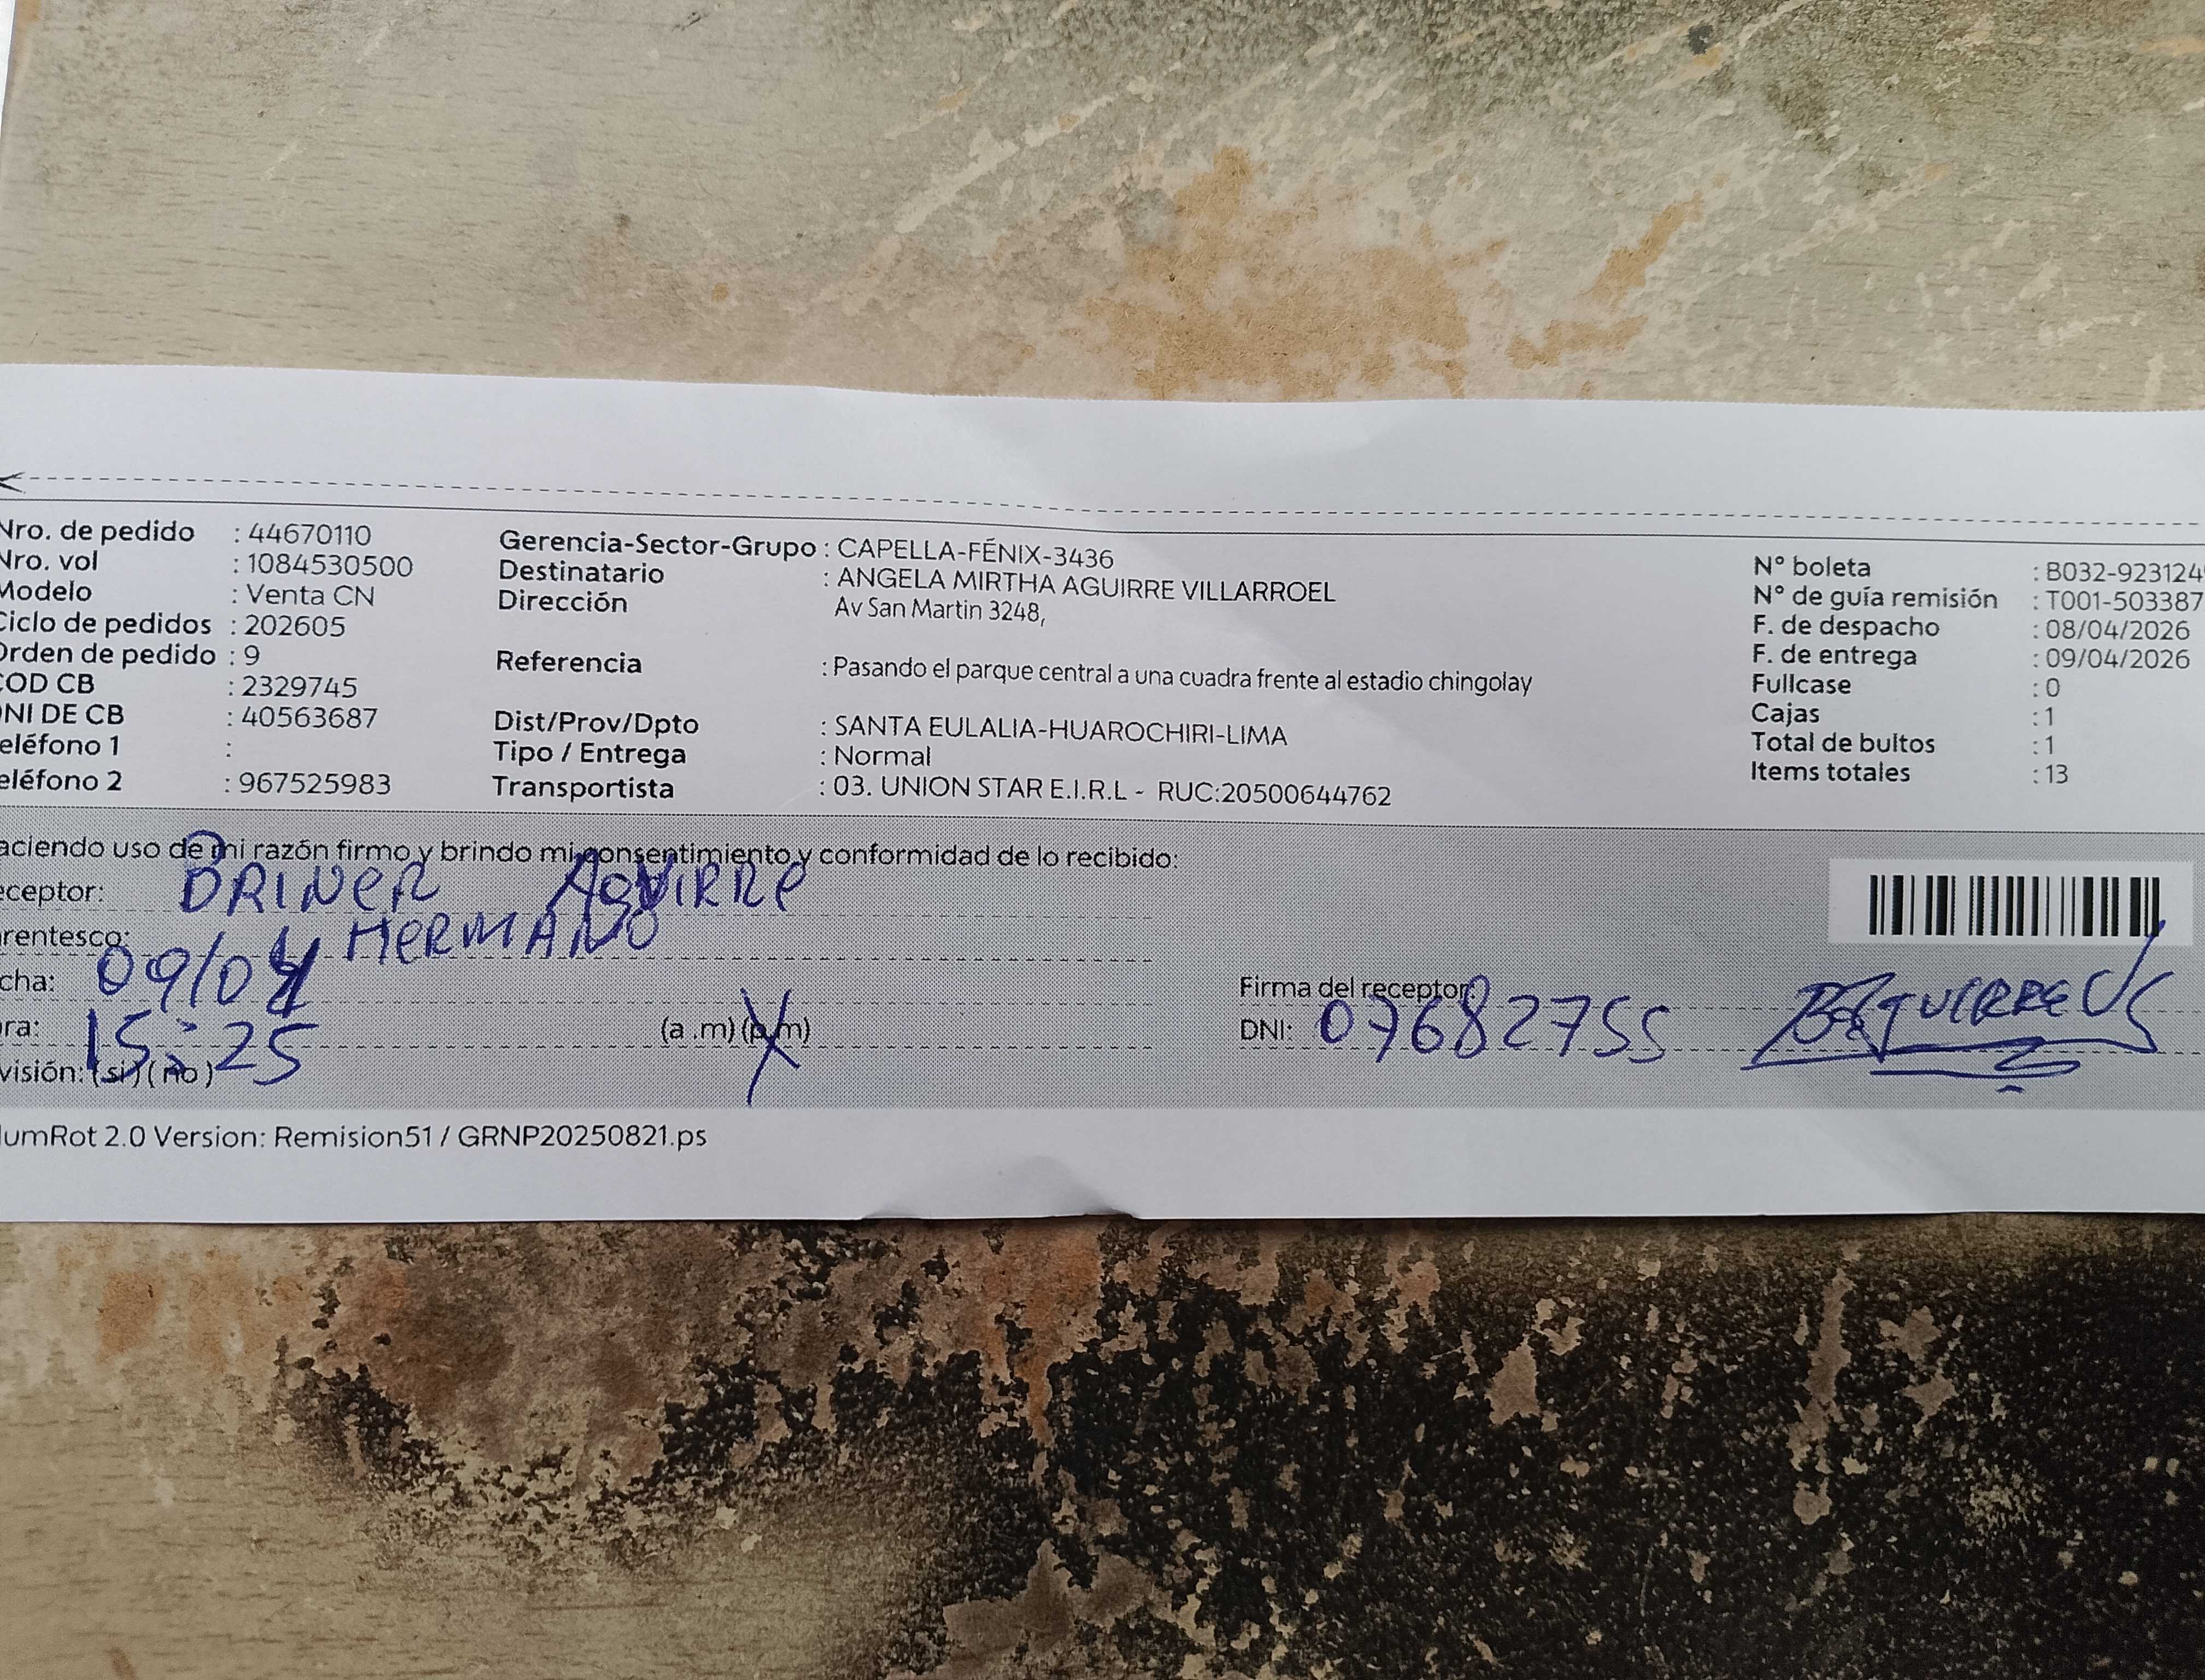 Nro. de pedido : 44670110
Nro. vol : 1084530500
Modelo : Venta CN
Ciclo de pedidos : 202605
Orden de pedido : 9
COD CB : 2329745
DNI DE CB : 40563687
eléfono 1 :
eléfono 2 : 967525983
Gerencia-Sector-Grupo : CAPELLA-FÉNIX-3436
Destinatario : ANGELA MIRTHA AGUIRRE VILLARROEL
Dirección Av San Martin 3248,
Referencia : Pasando el parque central a una cuadra frente al estadio chingolay
Dist/Prov/Dpto : SANTA EULALIA-HUAROCHIRI-LIMA
Tipo / Entrega : Normal
Transportista : 03. UNION STAR E.I.R.L - RUC:20500644762
N° boleta : B032-923124
N° de guía remisión : T001-503387
F. de despacho : 08/04/2026
F. de entrega : 09/04/2026
Fullcase : 0
Cajas : 1
Total de bultos : 1
Items totales : 13
aciendo uso de mi razón firmo y brindo mi consentimiento y conformidad de lo recibido:
eceptor: BRINER AGUIRRE
rentesco: HERMANO
cha: 09/04
ra: 15:25 (a .m) (p.m)
visión: (si) ( no )
Firma del receptor:
DNI: 07682755
lumRot 2.0 Version: Remision51 / GRNP20250821.ps